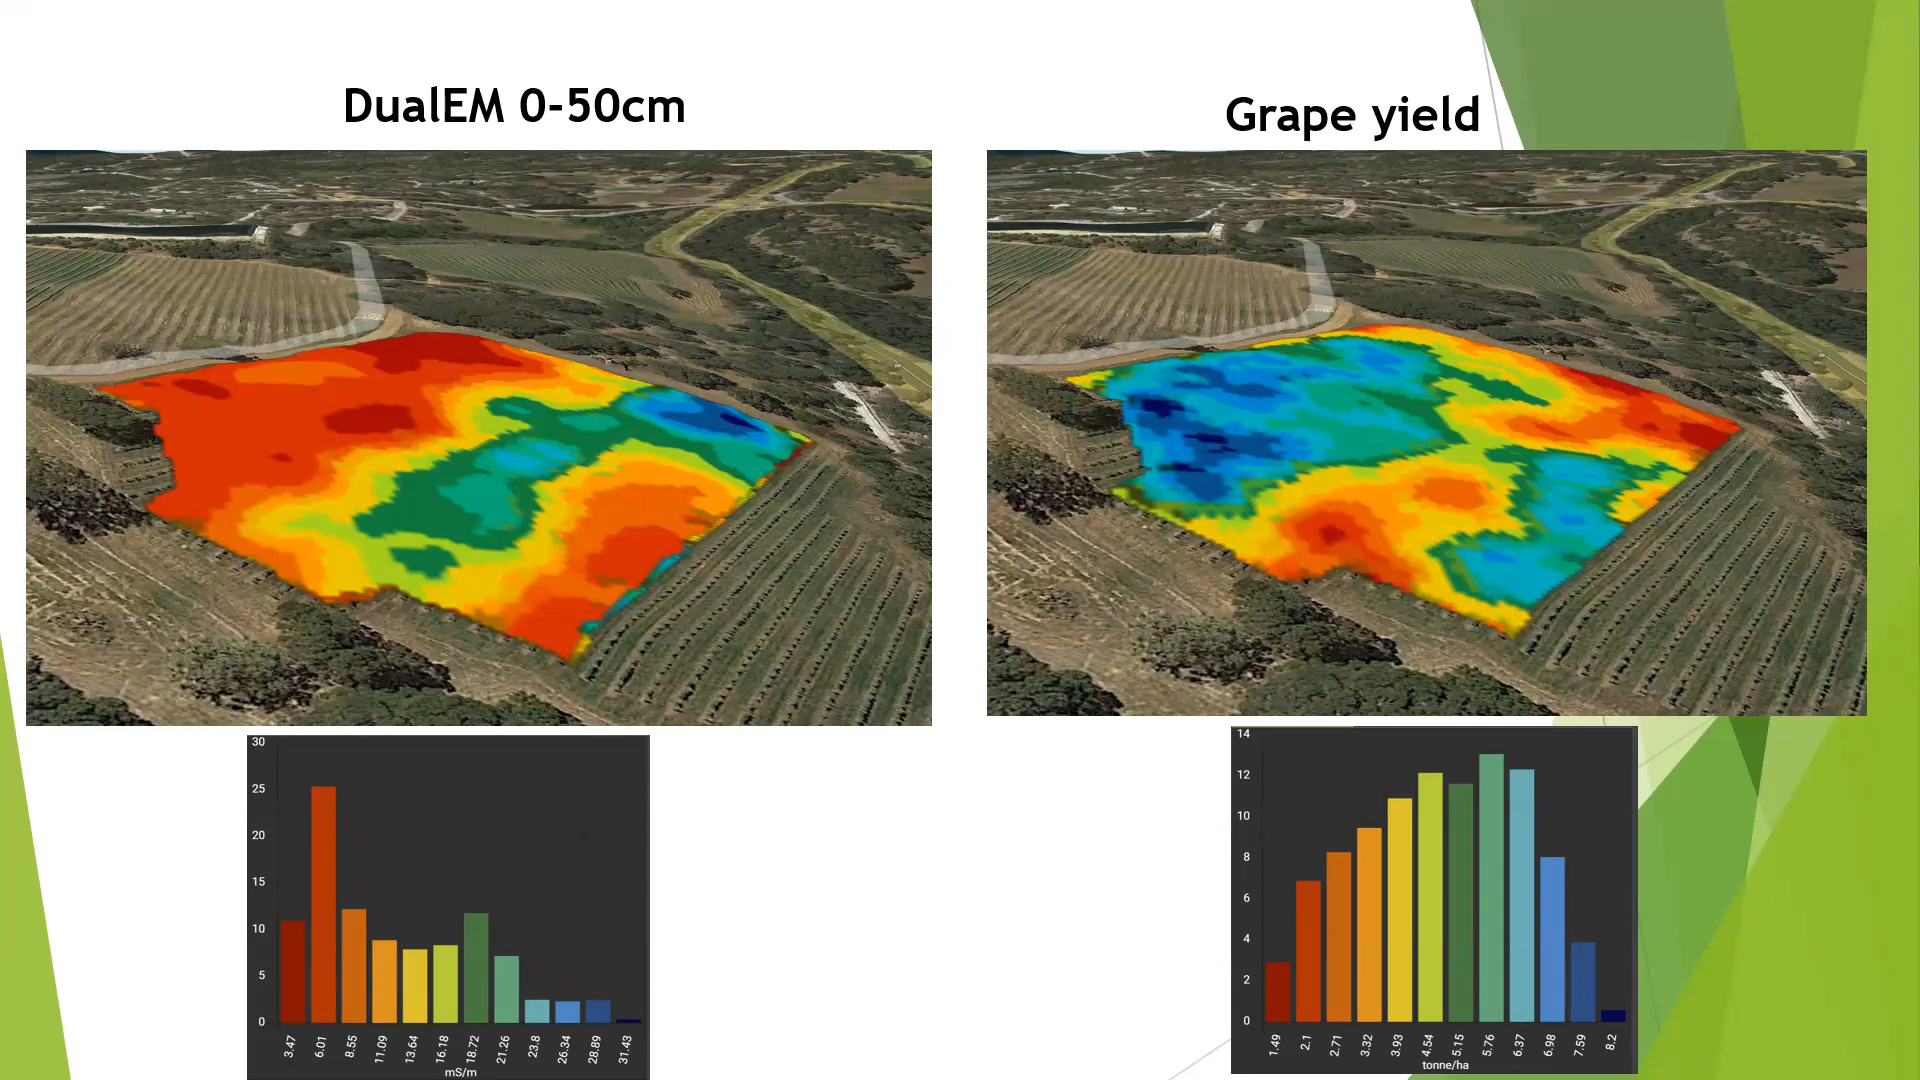 DualEM 0-50cm
Grape yield
30
25
20
15
10
5
0
3.47 6.01 8.55 11.09 13.64 16.18 18.72 21.26 23.8 26.34 28.89 31.43
mS/m
14
12
10
8
6
4
2
0
1.49 2.1 2.71 3.32 3.93 4.54 5.15 5.76 6.37 6.98 7.59 8.2
tonne/ha